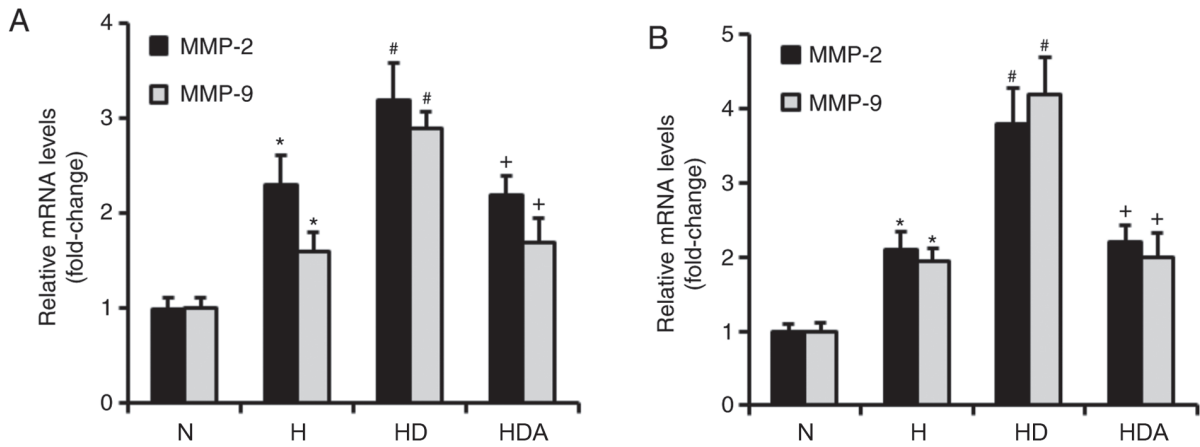 A
Relative mRNA levels
(fold-change)
4
3
2
1
0
MMP-2
MMP-9
*
*
#
#
+
+
N H HD HDA
B
Relative mRNA levels
(fold-change)
5
4
3
2
1
0
MMP-2
MMP-9
*
*
#
#
+
+
N H HD HDA